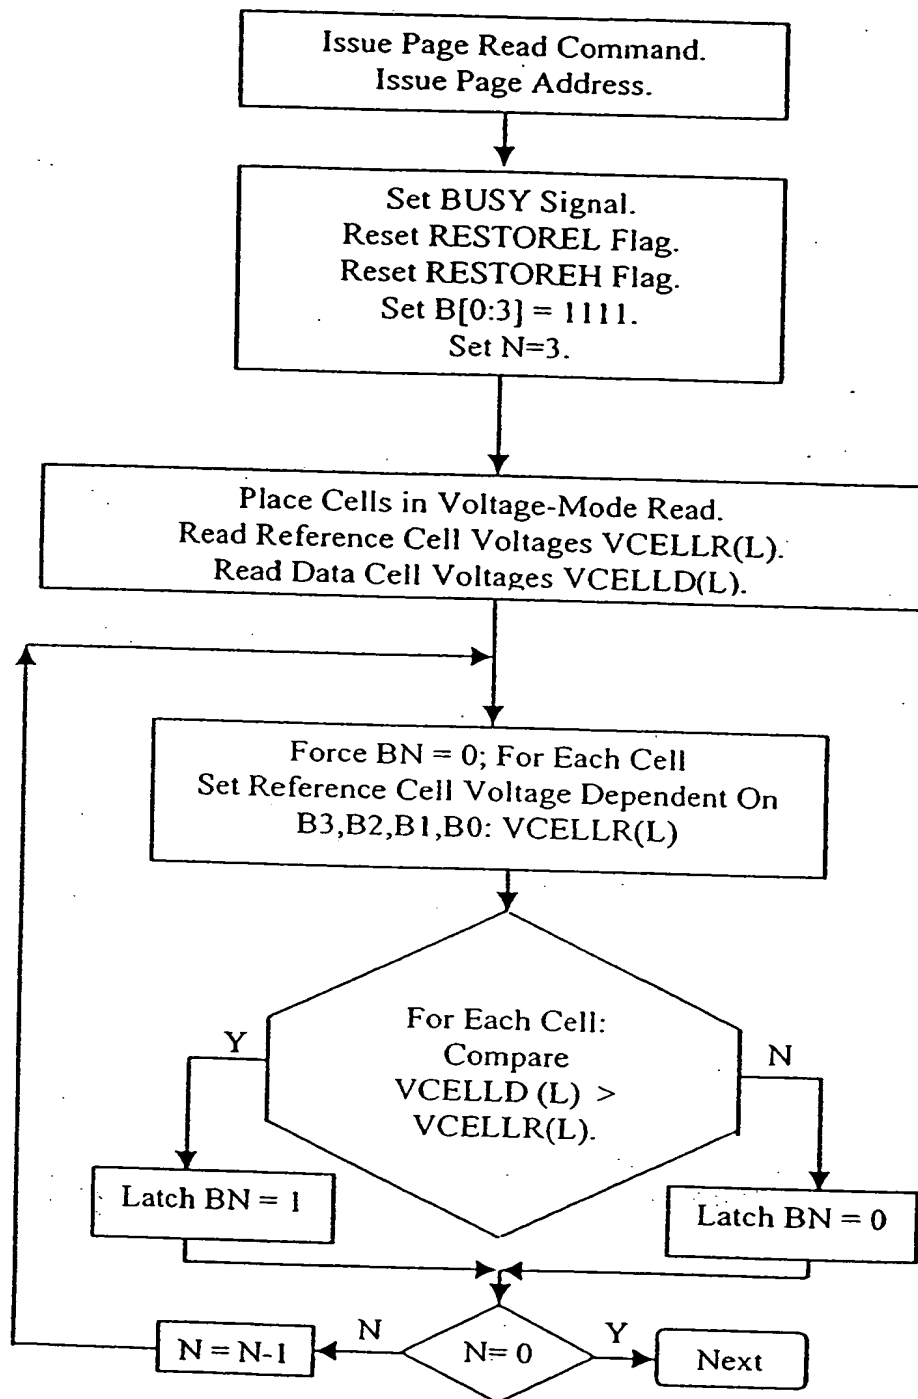 Issue Page Read Command.
Issue Page Address.
Set BUSY Signal.
Reset RESTOREL Flag.
Reset RESTOREH Flag.
Set B[0:3] = 1111.
Set N=3.
Place Cells in Voltage-Mode Read.
Read Reference Cell Voltages VCELLR(L).
Read Data Cell Voltages VCELLD(L).
Force BN = 0; For Each Cell
Set Reference Cell Voltage Dependent On
B3,B2,B1,B0: VCELLR(L)
For Each Cell:
Compare
VCELLD (L) >
VCELLR(L).
Y
N
Latch BN = 1
Latch BN = 0
N = N-1
N
N= 0
Y
Next